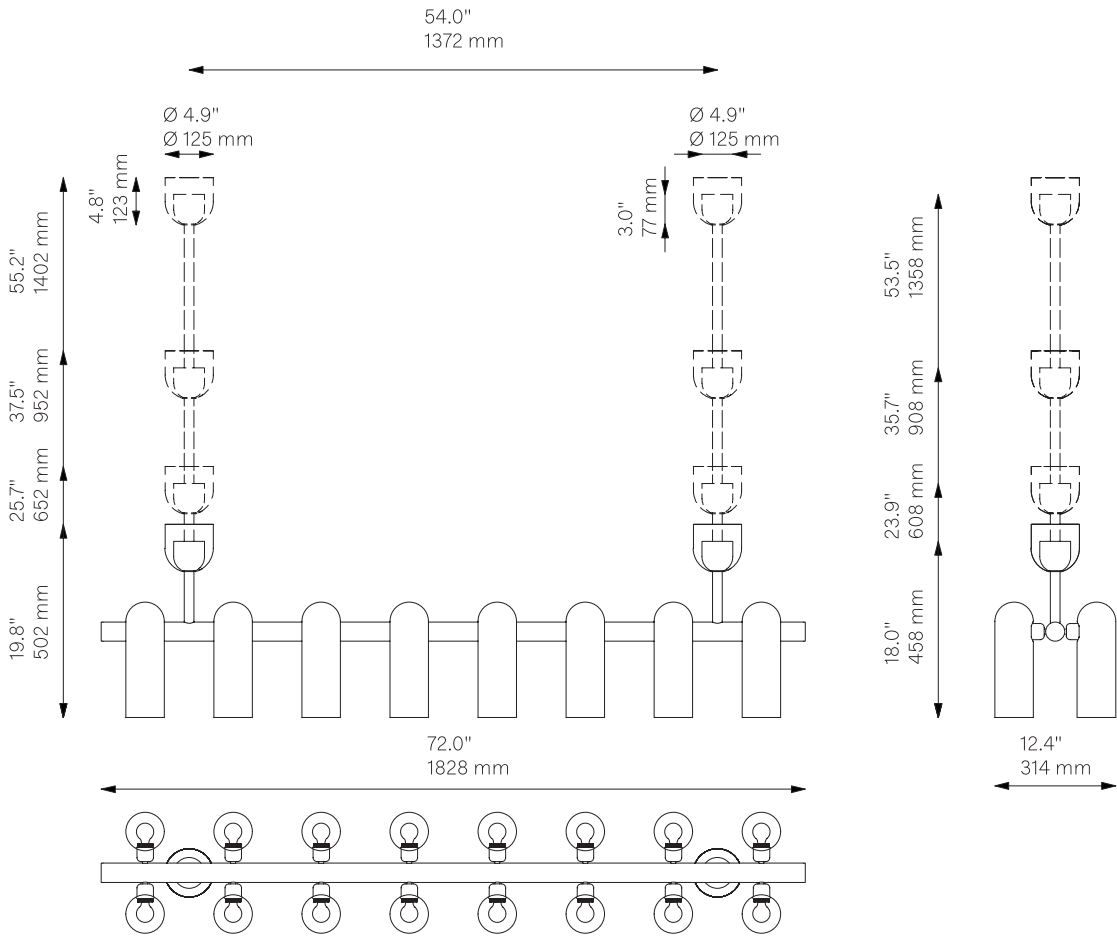 54.0"
1372 mm
Ø 4.9"
Ø 125 mm
Ø 4.9"
Ø 125 mm
4.8"
123 mm
3.0"
77 mm
55.2"
1402 mm
53.5"
1358 mm
37.5"
952 mm
35.7"
908 mm
25.7"
652 mm
23.9"
608 mm
19.8"
502 mm
18.0"
458 mm
72.0"
1828 mm
12.4"
314 mm